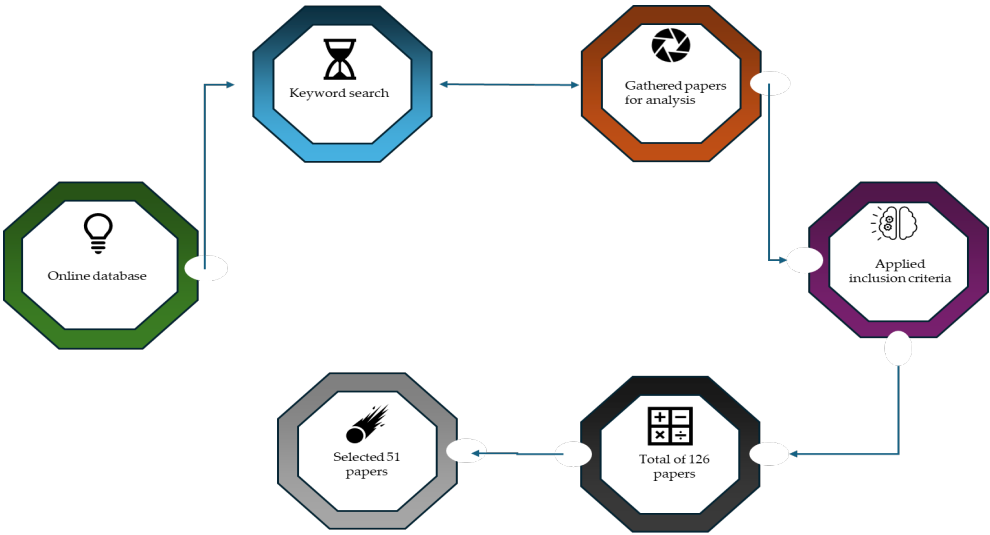 Online database
Keyword search
Gathered papers
for analysis
Applied
inclusion criteria
Total of 126
papers
Selected 51
papers